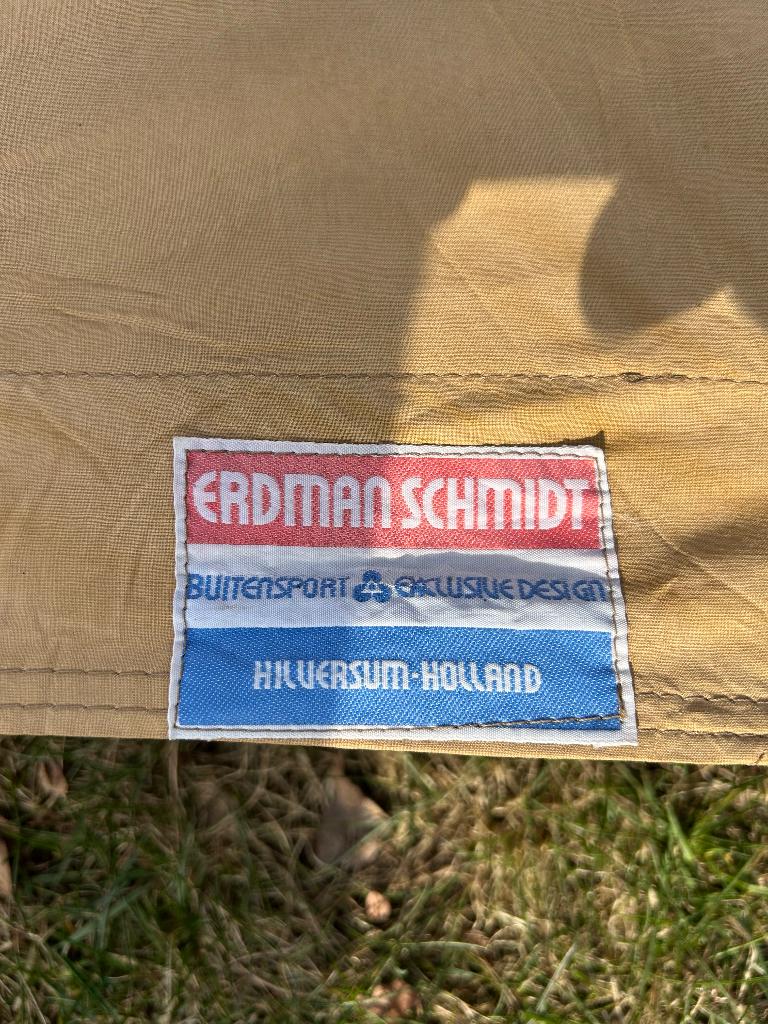 ERDMAN SCHMIDT
BUITENSPORT EXCLUSIVE DESIGN
HILVERSUM-HOLLAND